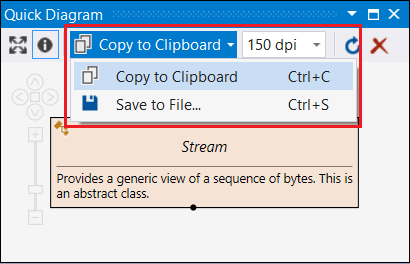 Quick Diagram
Copy to Clipboard 150 dpi
Copy to Clipboard Ctrl+C
Save to File... Ctrl+S
Stream
Provides a generic view of a sequence of bytes. This is
an abstract class.